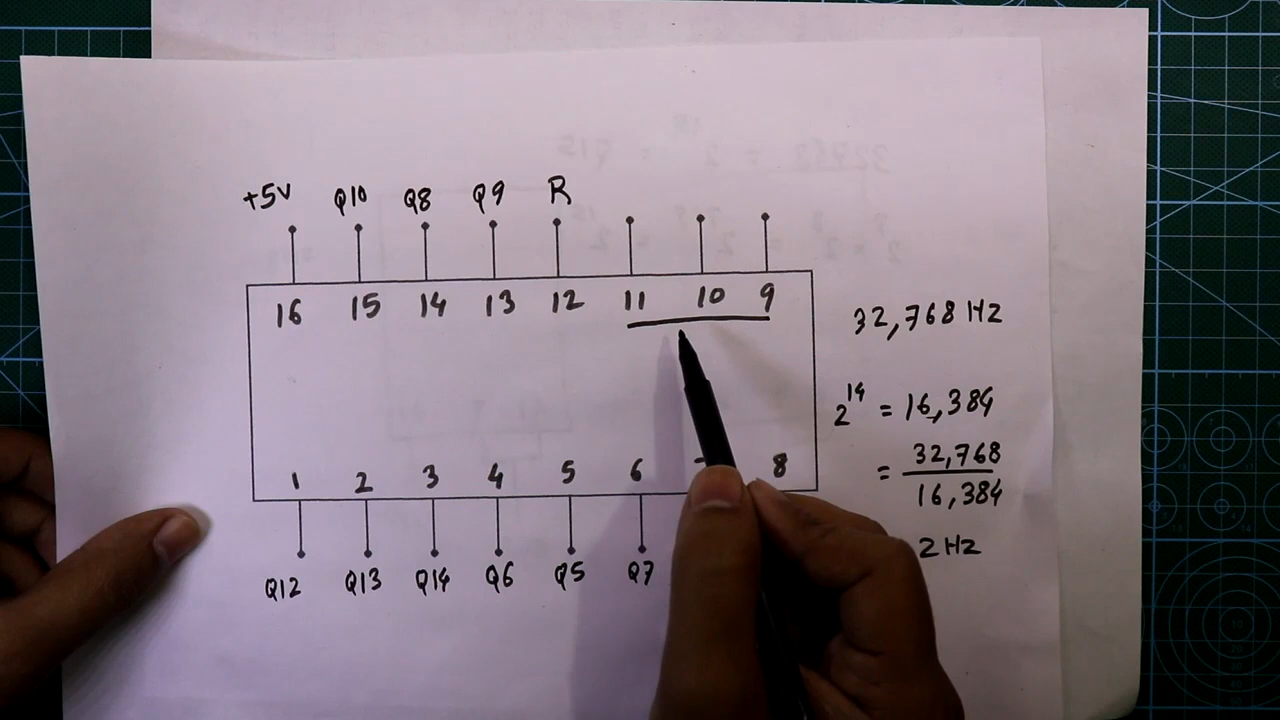 +5V Q10 Q8 Q9 R
16 15 14 13 12 11 10 9
1 2 3 4 5 6 8
Q12 Q13 Q14 Q6 Q5 Q7
32,768 Hz
2^14 = 16,384
= 32,768
16,384
2 Hz